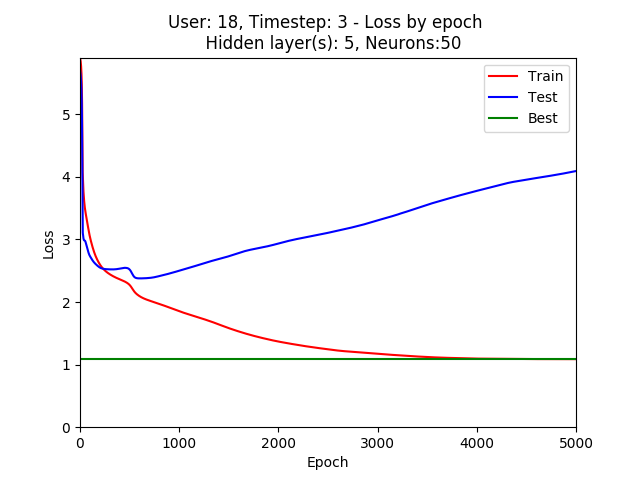 User: 18, Timestep: 3 - Loss by epoch
Hidden layer(s): 5, Neurons:50
Train
Test
Best
5
4
3
2
1
0
Loss
0
1000
2000
3000
4000
5000
Epoch